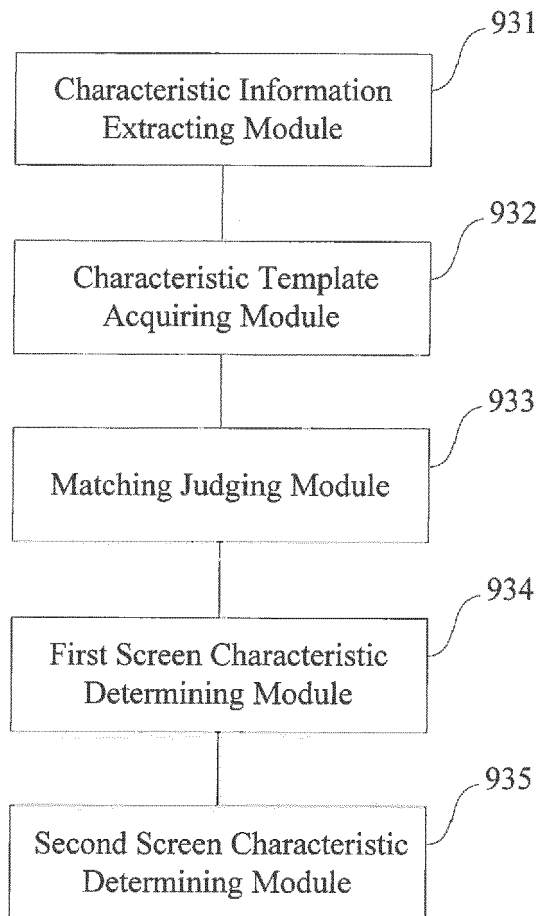 931
Characteristic Information
Extracting Module
932
Characteristic Template
Acquiring Module
933
Matching Judging Module
934
First Screen Characteristic
Determining Module
935
Second Screen Characteristic
Determining Module